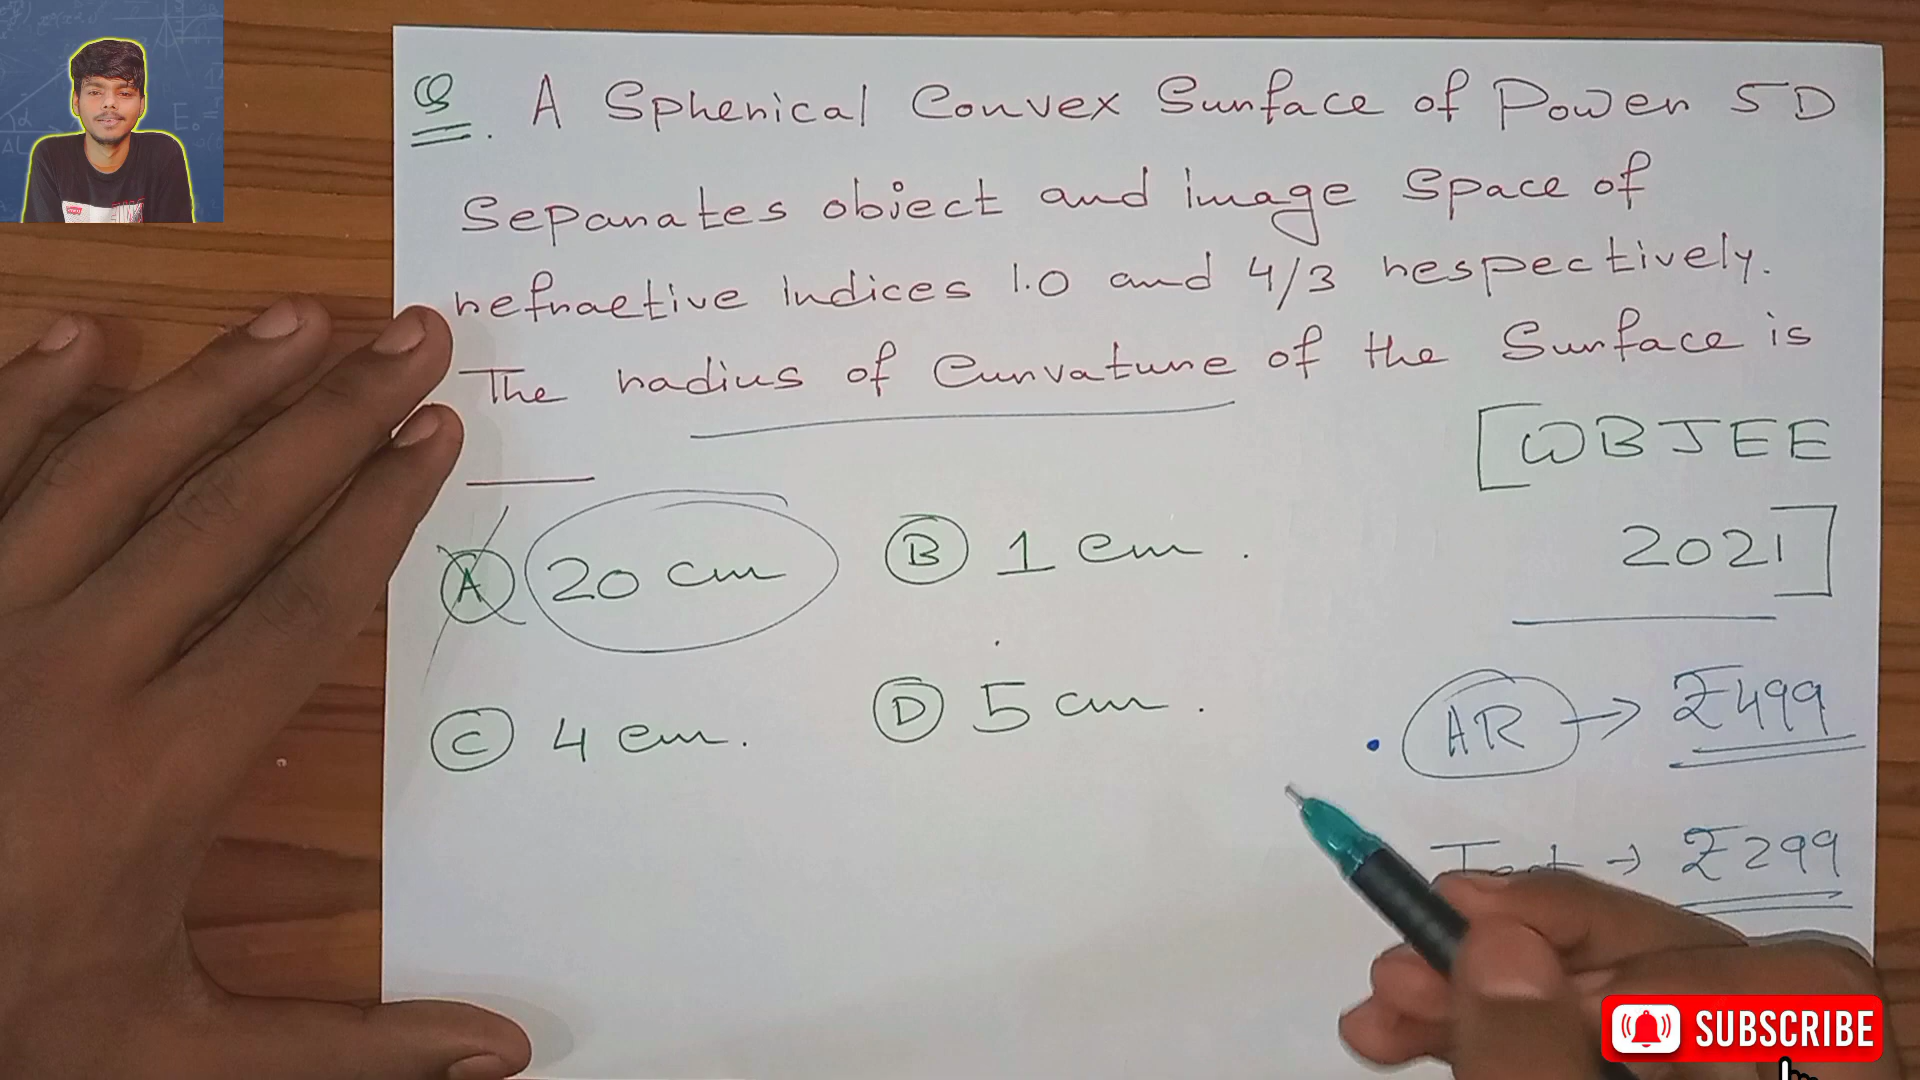 Q. A Spherical Convex Surface of Power 5D
Separates object and image space of
refractive indices 1.0 and 4/3 respectively.
The radius of Curvature of the Surface is
[WBJEE
2021]
A 20 cm B 1 cm.
C 4 cm. D 5 cm.
. AR → ₹499
→ ₹299
SUBSCRIBE